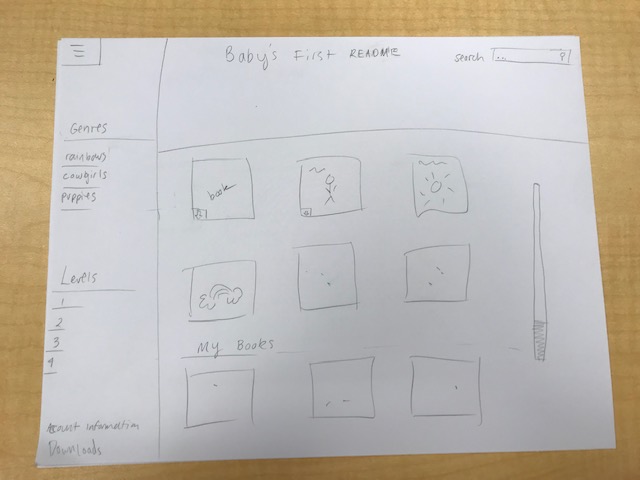 Baby's First README
search ...
Genres
rainbows
cowgirls
puppies
Levels
1
2
3
4
Account information
Downloads
book
My Books